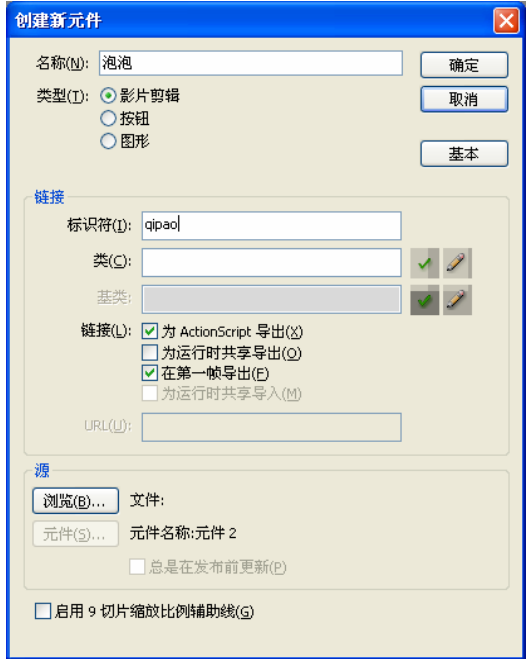 创建新元件
名称(N): 泡泡 确定
类型(T): 影片剪辑 取消
按钮
图形 基本
链接
标识符(I): qipao
类(C):
基类:
链接(L): 为 ActionScript 导出(X)
为运行时共享导出(O)
在第一帧导出(F)
为运行时共享导入(M)
URL(U):
源
浏览(B)... 文件:
元件(S)... 元件名称:元件 2
总是在发布前更新(P)
启用 9 切片缩放比例辅助线(G)